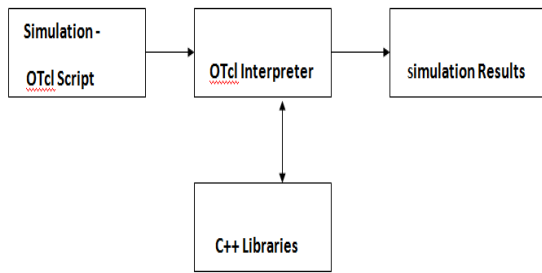 Simulation -
OTcl Script
OTcl Interpreter
simulation Results
C++ Libraries